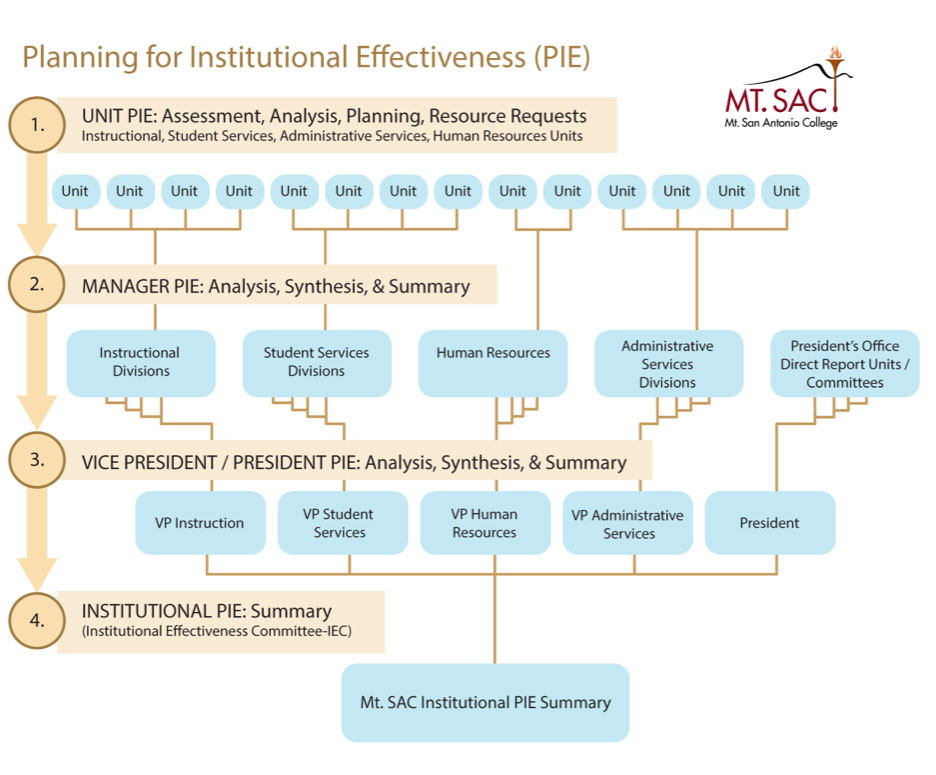 Planning for Institutional Effectiveness (PIE)
MT. SAC
Mt. San Antonio College
1.
UNIT PIE: Assessment, Analysis, Planning, Resource Requests
Instructional, Student Services, Administrative Services, Human Resources Units
Unit Unit Unit Unit Unit Unit Unit Unit Unit Unit Unit Unit Unit Unit
2.
MANAGER PIE: Analysis, Synthesis, & Summary
Instructional
Divisions
Student Services
Divisions
Human Resources
Administrative
Services
Divisions
President's Office
Direct Report Units /
Committees
3.
VICE PRESIDENT / PRESIDENT PIE: Analysis, Synthesis, & Summary
VP Instruction
VP Student
Services
VP Human
Resources
VP Administrative
Services
President
4.
INSTITUTIONAL PIE: Summary
(Institutional Effectiveness Committee-IEC)
Mt. SAC Institutional PIE Summary